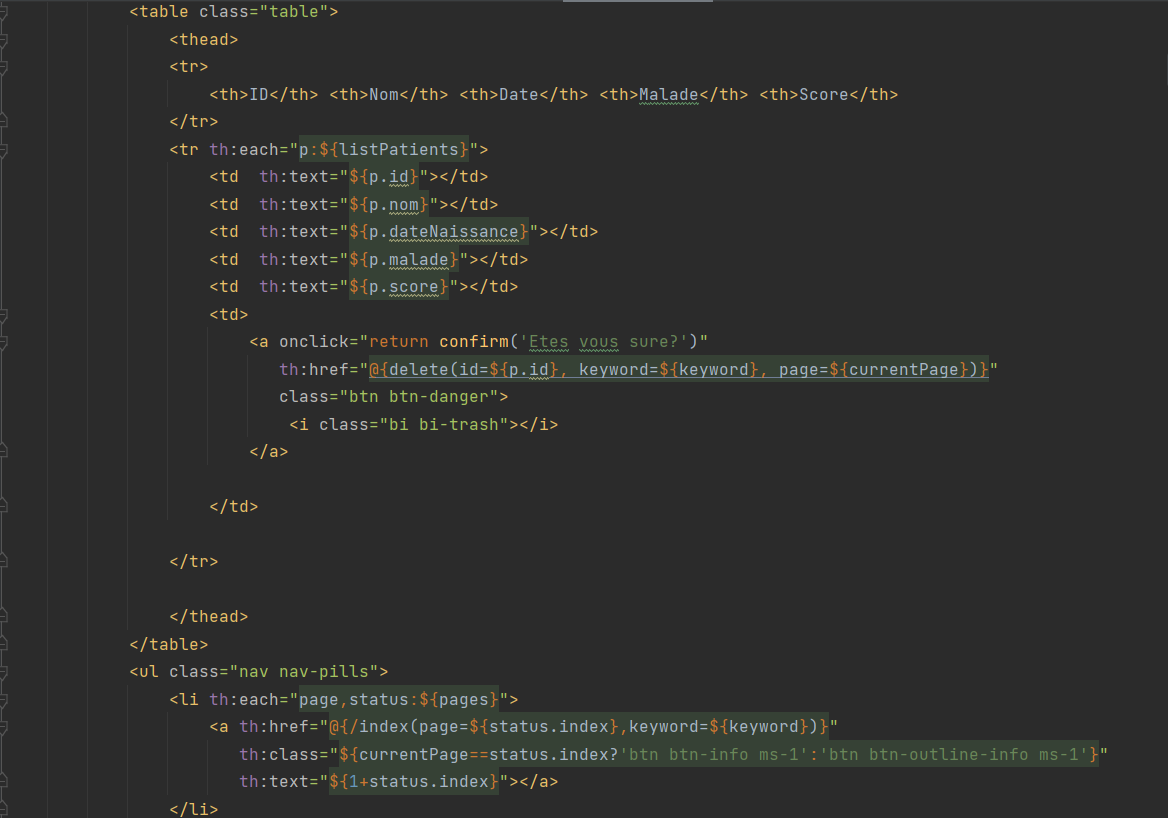 <table class="table">
<thead>
<tr>
<th>ID</th> <th>Nom</th> <th>Date</th> <th>Malade</th> <th>Score</th>
</tr>
<tr th:each="p:${listPatients}">
<td  th:text="${p.id}"></td>
<td  th:text="${p.nom}"></td>
<td  th:text="${p.dateNaissance}"></td>
<td  th:text="${p.malade}"></td>
<td  th:text="${p.score}"></td>
<td>
<a onclick="return confirm('Etes vous sure?')"
th:href="@{delete(id=${p.id}, keyword=${keyword}, page=${currentPage})}"
class="btn btn-danger">
<i class="bi bi-trash"></i>
</a>
</td>
</tr>
</thead>
</table>
<ul class="nav nav-pills">
<li th:each="page,status:${pages}">
<a th:href="@{/index(page=${status.index},keyword=${keyword})}"
th:class="${currentPage==status.index?'btn btn-info ms-1':'btn btn-outline-info ms-1'}"
th:text="${1+status.index}"></a>
</li>